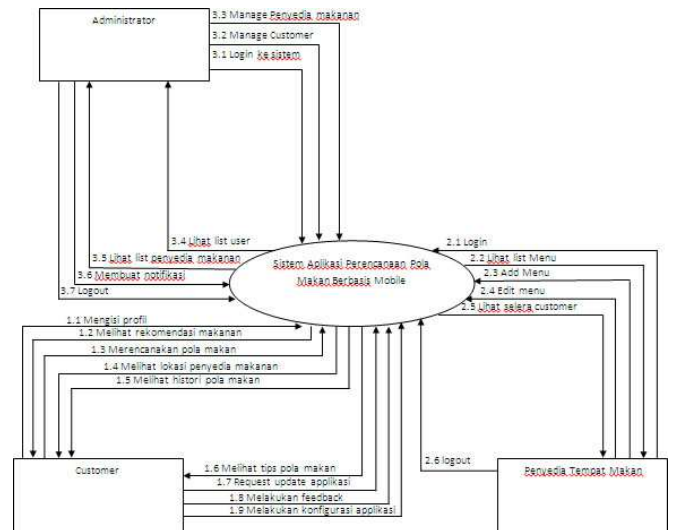 Administrator
3.3 Manage Penyedia makanan
3.2 Manage Customer
3.1 Login ke sistem
3.4 Lihat list user
3.5 Lihat list penyedia makanan
3.6 Membuat notifikasi
3.7 Logout
Sistem Aplikasi Perencanaan Pola
Makan Berbasis Mobile
2.1 Login
2.2 Lihat list Menu
2.3 Add Menu
2.4 Edit menu
2.5 Lihat selera customer
1.1 Mengisi profil
1.2 Melihat rekomendasi makanan
1.3 Merencanakan pola makan
1.4 Melihat lokasi penyedia makanan
1.5 Melihat histori pola makan
Customer
1.6 Melihat tips pola makan
1.7 Request update applikasi
1.8 Melakukan feedback
1.9 Melakukan konfigurasi applikasi
2.6 logout
Penyedia Tempat Makan